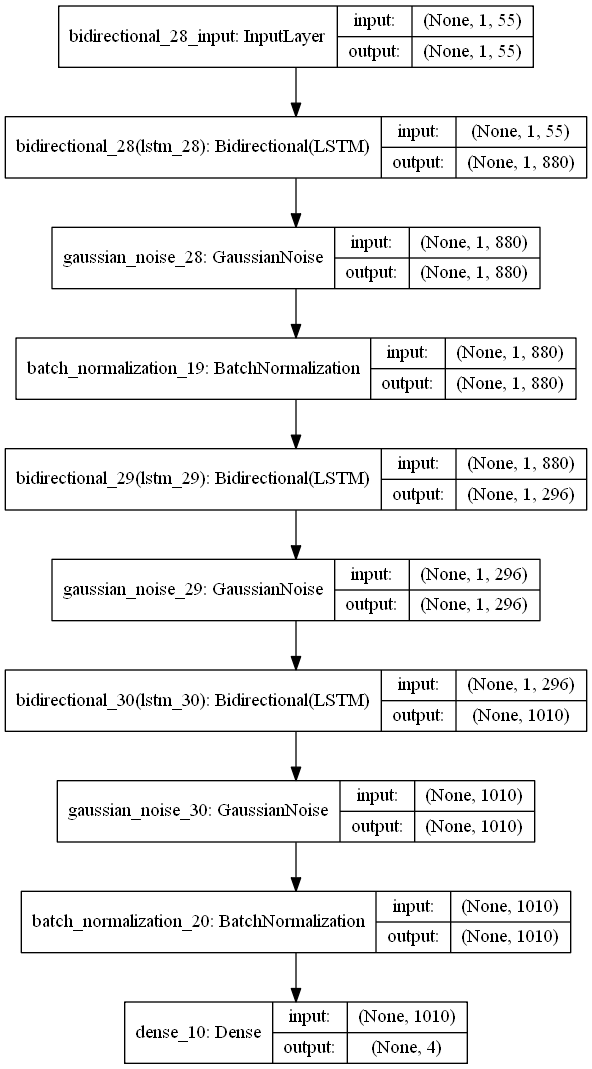 bidirectional_28_input: InputLayer
input: (None, 1, 55)
output: (None, 1, 55)
bidirectional_28(lstm_28): Bidirectional(LSTM)
input: (None, 1, 55)
output: (None, 1, 880)
gaussian_noise_28: GaussianNoise
input: (None, 1, 880)
output: (None, 1, 880)
batch_normalization_19: BatchNormalization
input: (None, 1, 880)
output: (None, 1, 880)
bidirectional_29(lstm_29): Bidirectional(LSTM)
input: (None, 1, 880)
output: (None, 1, 296)
gaussian_noise_29: GaussianNoise
input: (None, 1, 296)
output: (None, 1, 296)
bidirectional_30(lstm_30): Bidirectional(LSTM)
input: (None, 1, 296)
output: (None, 1010)
gaussian_noise_30: GaussianNoise
input: (None, 1010)
output: (None, 1010)
batch_normalization_20: BatchNormalization
input: (None, 1010)
output: (None, 1010)
dense_10: Dense
input: (None, 1010)
output: (None, 4)